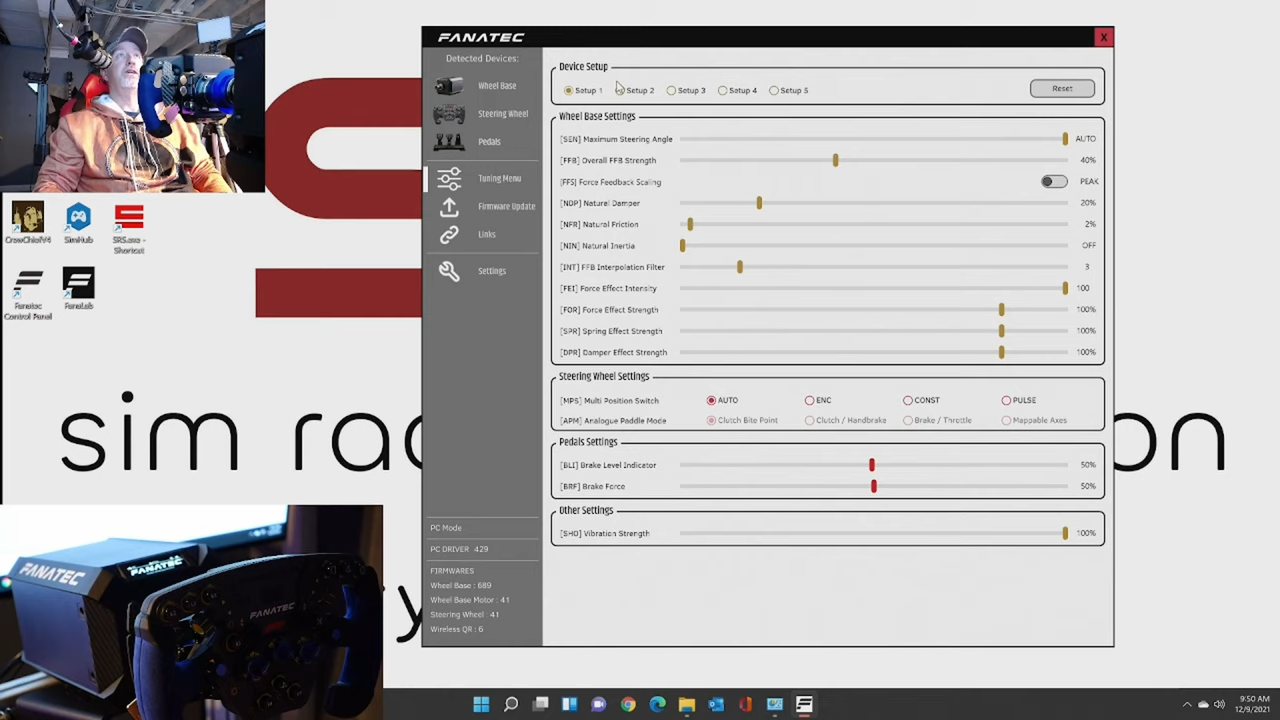 FANATEC
X
Detected Devices:
Wheel Base
Steering Wheel
Pedals
Tuning Menu
Firmware Update
Links
Settings
PC Mode
PC DRIVER 429
FIRMWARES
Wheel Base : 689
Wheel Base Motor : 41
Steering Wheel : 41
Wireless QR : 6
Device Setup
Setup 1 Setup 2 Setup 3 Setup 4 Setup 5 Reset
Wheel Base Settings
[SEN] Maximum Steering Angle AUTO
[FFB] Overall FFB Strength 40%
[FFS] Force Feedback Scaling PEAK
[NDP] Natural Damper 20%
[NFR] Natural Friction 2%
[NIN] Natural Inertia OFF
[INT] FFB Interpolation Filter 3
[FEI] Force Effect Intensity 100
[FOR] Force Effect Strength 100%
[SPR] Spring Effect Strength 100%
[DPR] Damper Effect Strength 100%
Steering Wheel Settings
[MPS] Multi Position Switch AUTO ENC CONST PULSE
[APM] Analogue Paddle Mode Clutch Bite Point Clutch / Handbrake Brake / Throttle Mappable Axes
Pedals Settings
[BLI] Brake Level Indicator 50%
[BRF] Brake Force 50%
Other Settings
[SHO] Vibration Strength 100%
CrewChiefV4 SimHub SRS.exe -
Shortcut
Fanatec
Control Panel
FanaLab
sim rac
on
y
FANATEC
FANATEC
FANATEC
9:50 AM
12/9/2021